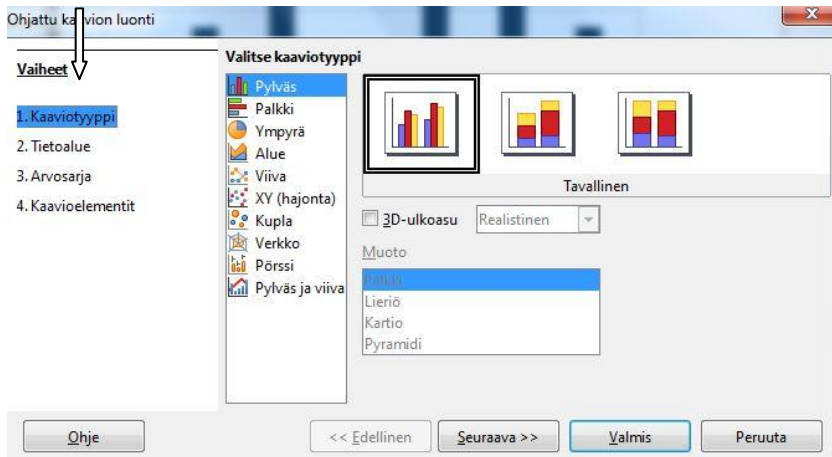 Ohjattu kaavion luonti
Vaiheet
1. Kaaviotyyppi
2. Tietoalue
3. Arvosarja
4. Kaavioelementit
Valitse kaaviotyyppi
Pylväs
Palkki
Ympyrä
Alue
Viiva
XY (hajonta)
Kupla
Verkko
Pörssi
Pylväs ja viiva
Tavallinen
3D-ulkoasu
Realistinen
Muoto
Palkki
Lieriö
Kartio
Pyramidi
Ohje
<< Edellinen
Seuraava >>
Valmis
Peruuta